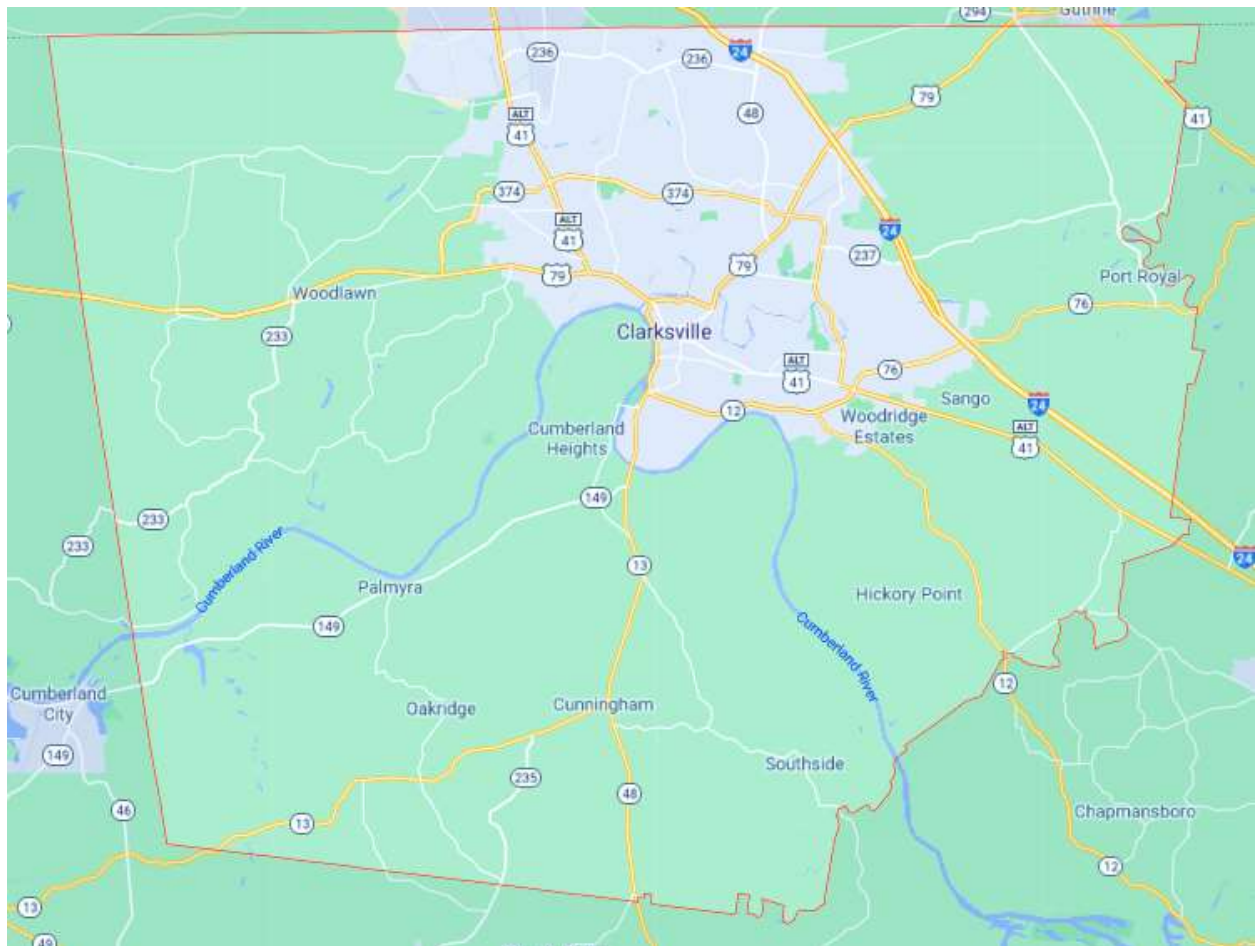 294
Guthrie
236
24
236
ALT
41
79
48
41
374
374
ALT
41
24
79
79
237
Port Royal
Woodlawn
76
233
Clarksville
ALT
41
76
Sango
24
12
Woodridge
Estates
ALT
41
Cumberland
Heights
149
233
233
Cumberland River
24
13
Palmyra
Hickory Point
149
Cumberland River
Cumberland
City
12
Oakridge
Cunningham
149
235
Southside
48
46
13
Chapmansboro
12
13
49